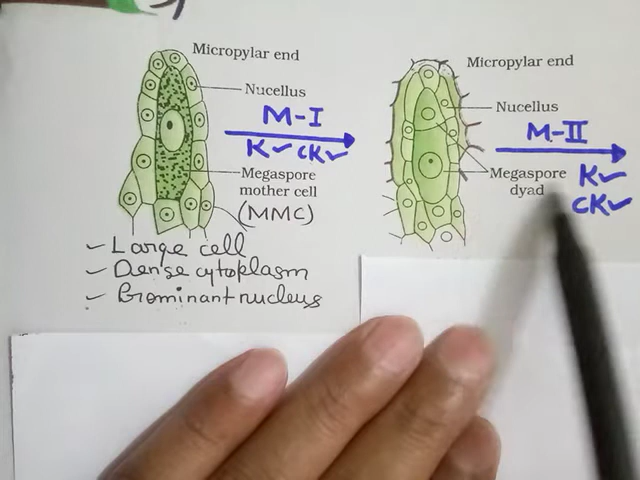 Micropylar end
Nucellus
M-I
K✓ CK✓
Megaspore
mother cell
(MMC)
✓ Large cell
✓ Dense cytoplasm
✓ Prominant nucleus
Micropylar end
Nucellus
M-II
Megaspore
dyad
K✓
CK✓